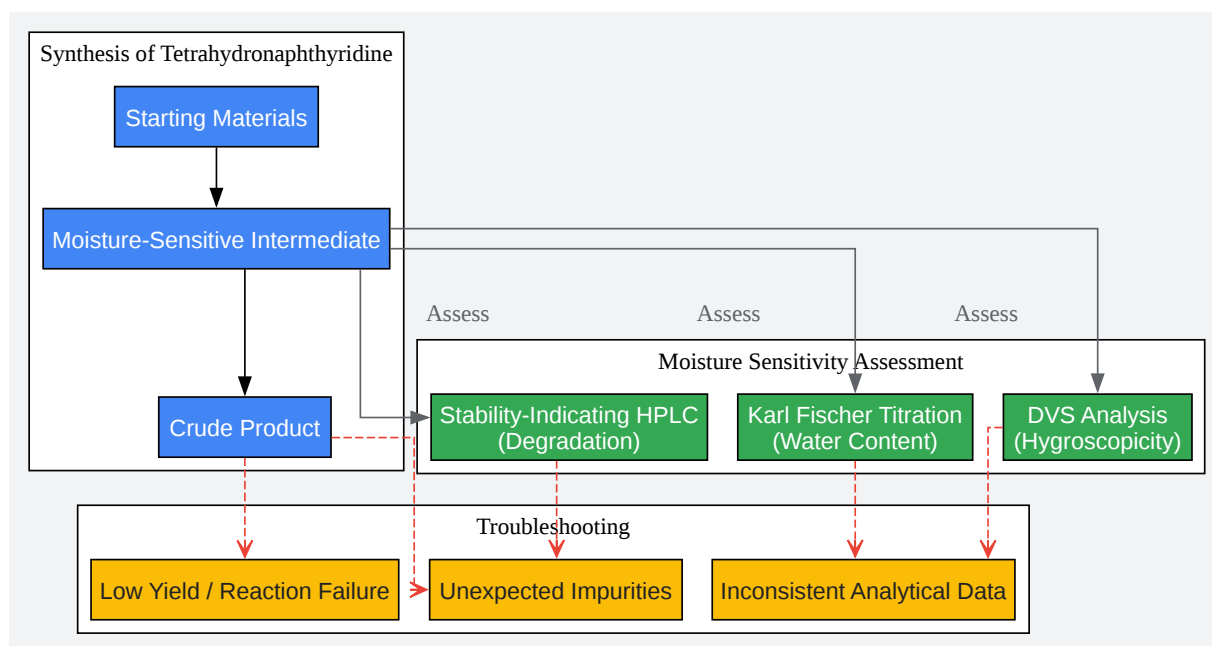 Synthesis of Tetrahydronaphthyridine
Starting Materials
Moisture-Sensitive Intermediate
Crude Product
Assess
Assess
Assess
Moisture Sensitivity Assessment
Stability-Indicating HPLC
(Degradation)
Karl Fischer Titration
(Water Content)
DVS Analysis
(Hygroscopicity)
Troubleshooting
Low Yield / Reaction Failure
Unexpected Impurities
Inconsistent Analytical Data